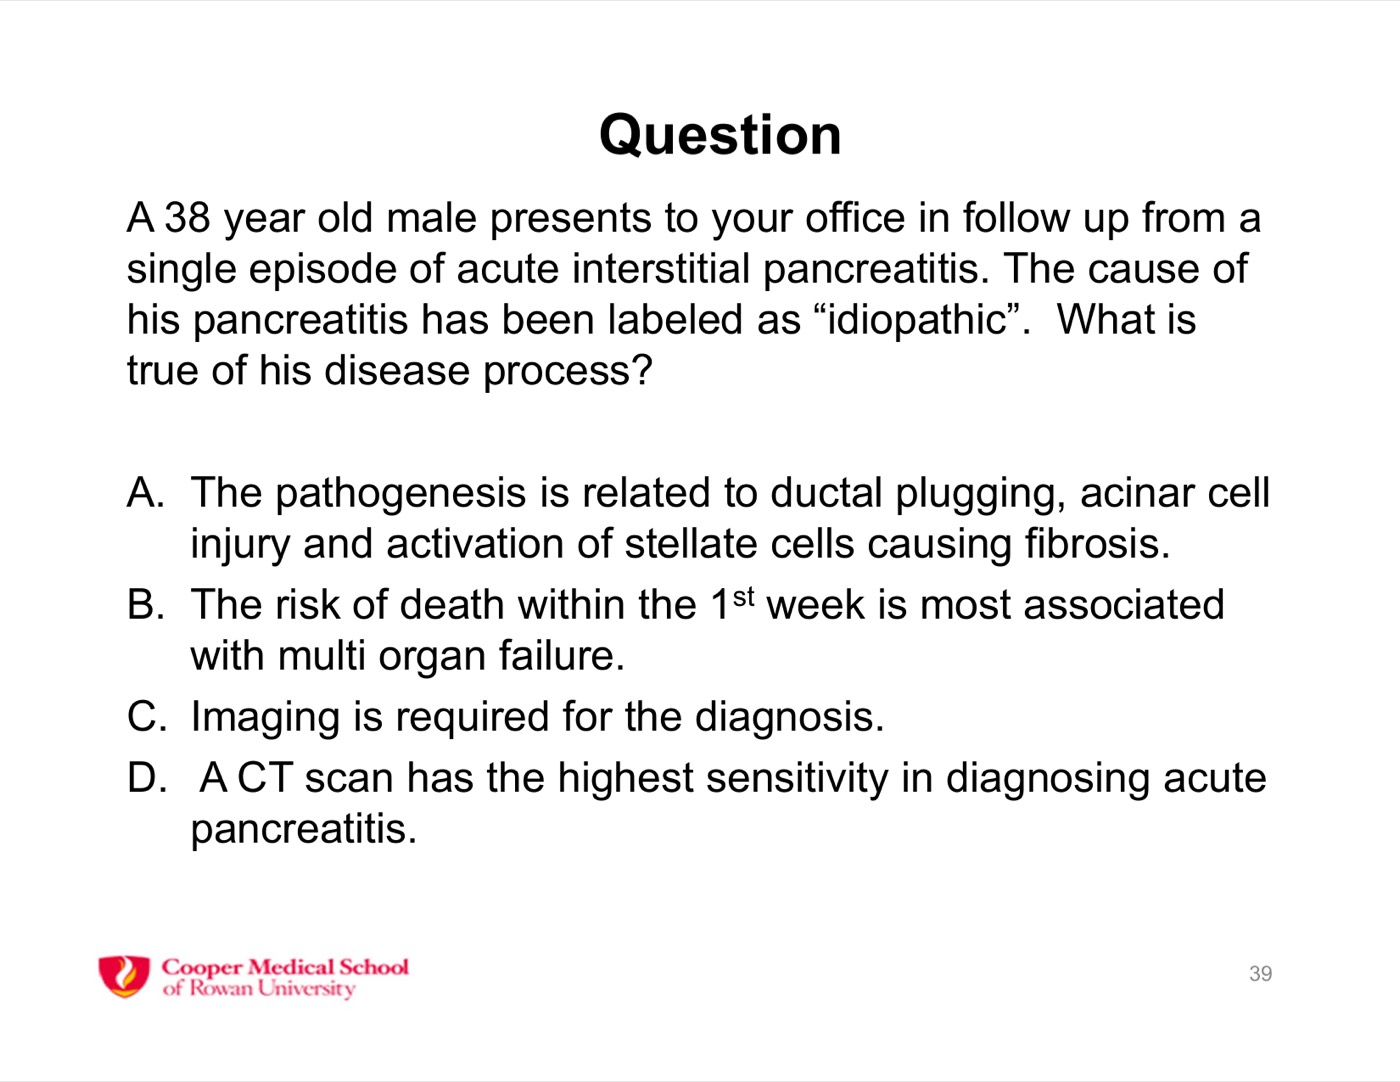 Question
A 38 year old male presents to your office in follow up from a
single episode of acute interstitial pancreatitis. The cause of
his pancreatitis has been labeled as “idiopathic”.  What is
true of his disease process?
A. The pathogenesis is related to ductal plugging, acinar cell
injury and activation of stellate cells causing fibrosis.
B. The risk of death within the 1st week is most associated
with multi organ failure.
C. Imaging is required for the diagnosis.
D. A CT scan has the highest sensitivity in diagnosing acute
pancreatitis.
Cooper Medical School
of Rowan University
39